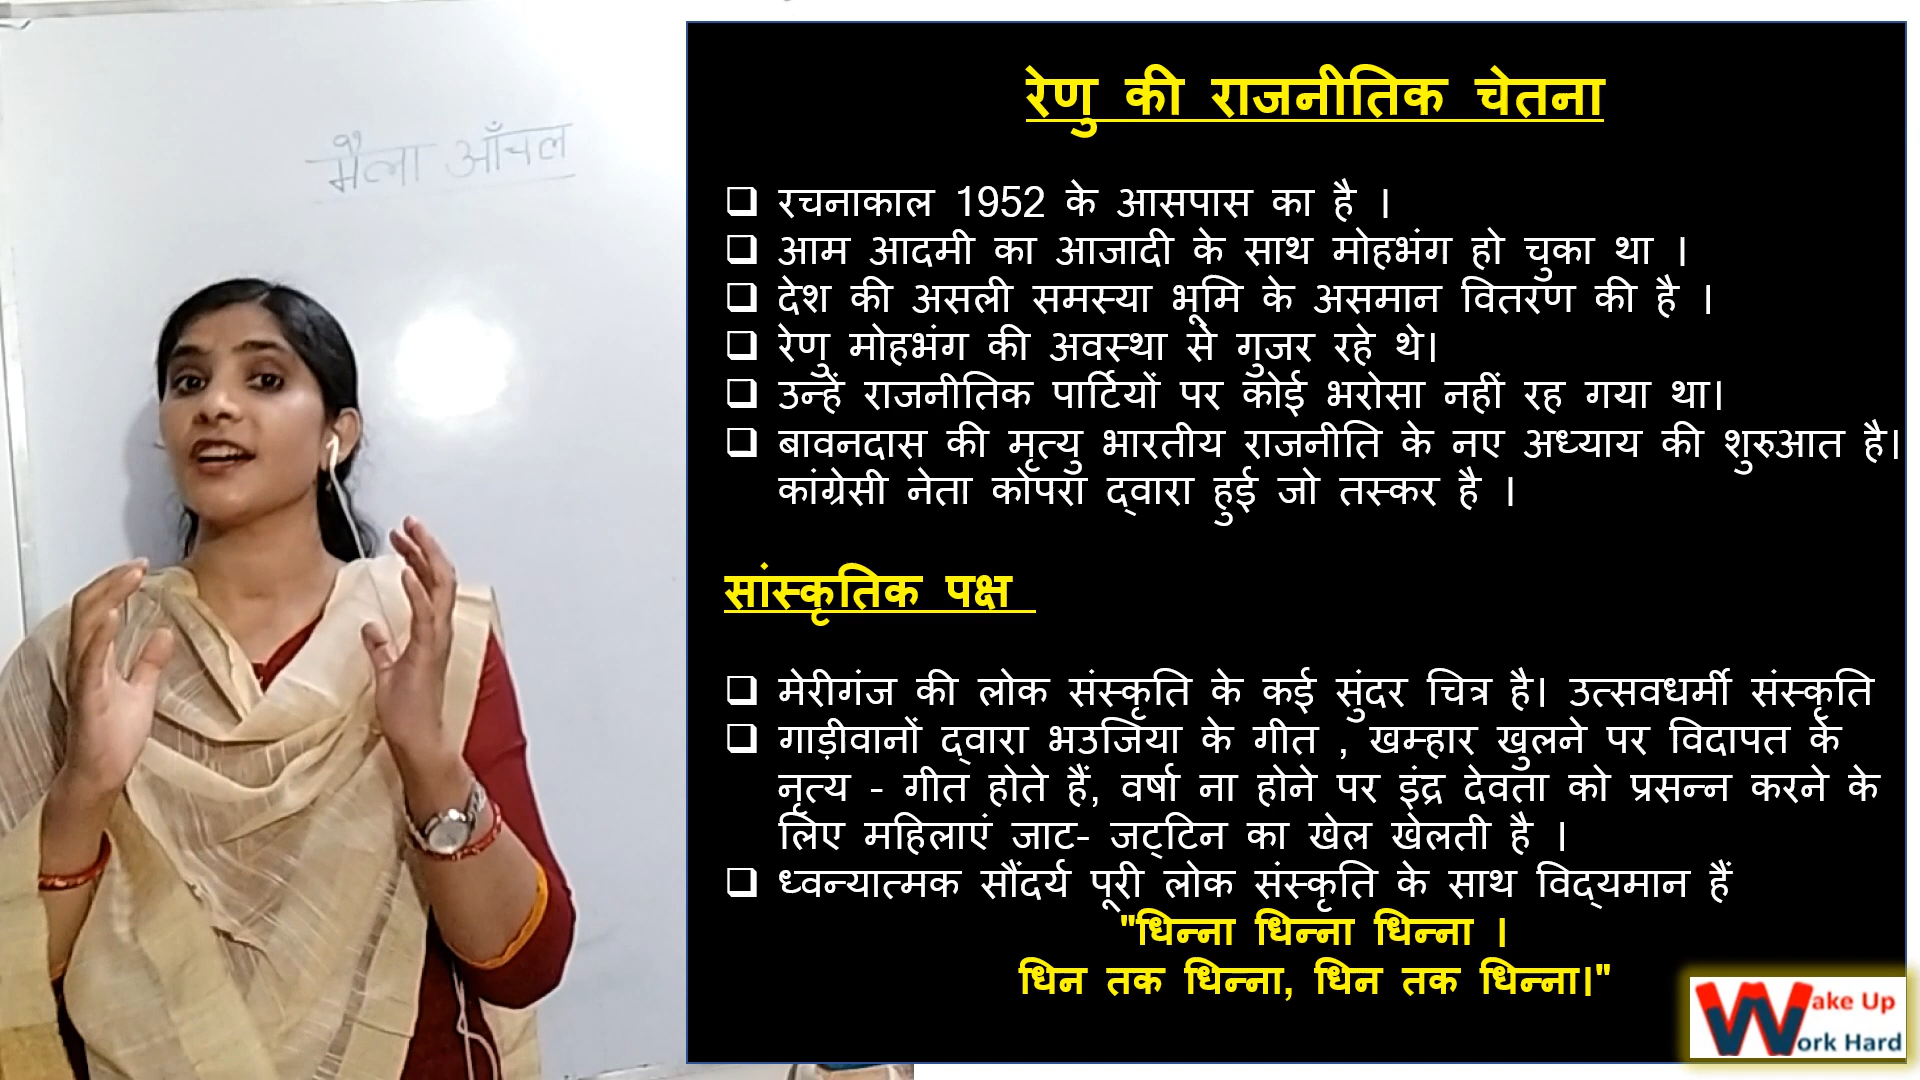 मैला आँचल
रेणु की राजनीतिक चेतना
❑ रचनाकाल 1952 के आसपास का है ।
❑ आम आदमी का आजादी के साथ मोहभंग हो चुका था ।
❑ देश की असली समस्या भूमि के असमान वितरण की है ।
❑ रेणु मोहभंग की अवस्था से गुजर रहे थे।
❑ उन्हें राजनीतिक पार्टियों पर कोई भरोसा नहीं रह गया था।
❑ बावनदास की मृत्यु भारतीय राजनीति के नए अध्याय की शुरुआत है।
कांग्रेसी नेता कोपरा द्वारा हुई जो तस्कर है ।
सांस्कृतिक पक्ष
❑ मेरीगंज की लोक संस्कृति के कई सुंदर चित्र है। उत्सवधर्मी संस्कृति
❑ गाड़ीवानों द्वारा भउजिया के गीत , खम्हार खुलने पर विदापत के
नृत्य - गीत होते हैं, वर्षा ना होने पर इंद्र देवता को प्रसन्न करने के
लिए महिलाएं जाट- जट्टिन का खेल खेलती है ।
❑ ध्वन्यात्मक सौंदर्य पूरी लोक संस्कृति के साथ विद्यमान हैं
"धिन्ना धिन्ना धिन्ना ।
धिन तक धिन्ना, धिन तक धिन्ना।"
Wake Up
Work Hard